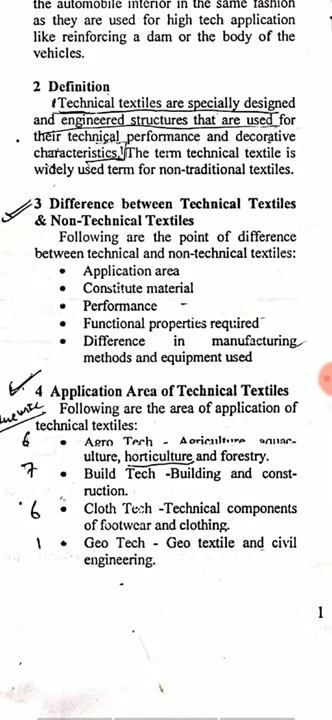 the automobile interior in the same fashion
as they are used for high tech application
like reinforcing a dam or the body of the
vehicles.
2 Definition
Technical textiles are specially designed
and engineered structures that are used for
their technical performance and decorative
characteristics. The term technical textile is
widely used term for non-traditional textiles.
3 Difference between Technical Textiles
& Non-Technical Textiles
Following are the point of difference
between technical and non-technical textiles:
• Application area
• Constitute material
• Performance
• Functional properties required
• Difference in manufacturing
methods and equipment used
4 Application Area of Technical Textiles
Following are the area of application of
technical textiles:
6 • Agro Tech - Agriculture aquac-
ulture, horticulture and forestry.
7 • Build Tech -Building and const-
ruction.
6 • Cloth Tech -Technical components
of footwear and clothing.
1 • Geo Tech - Geo textile and civil
engineering.
1